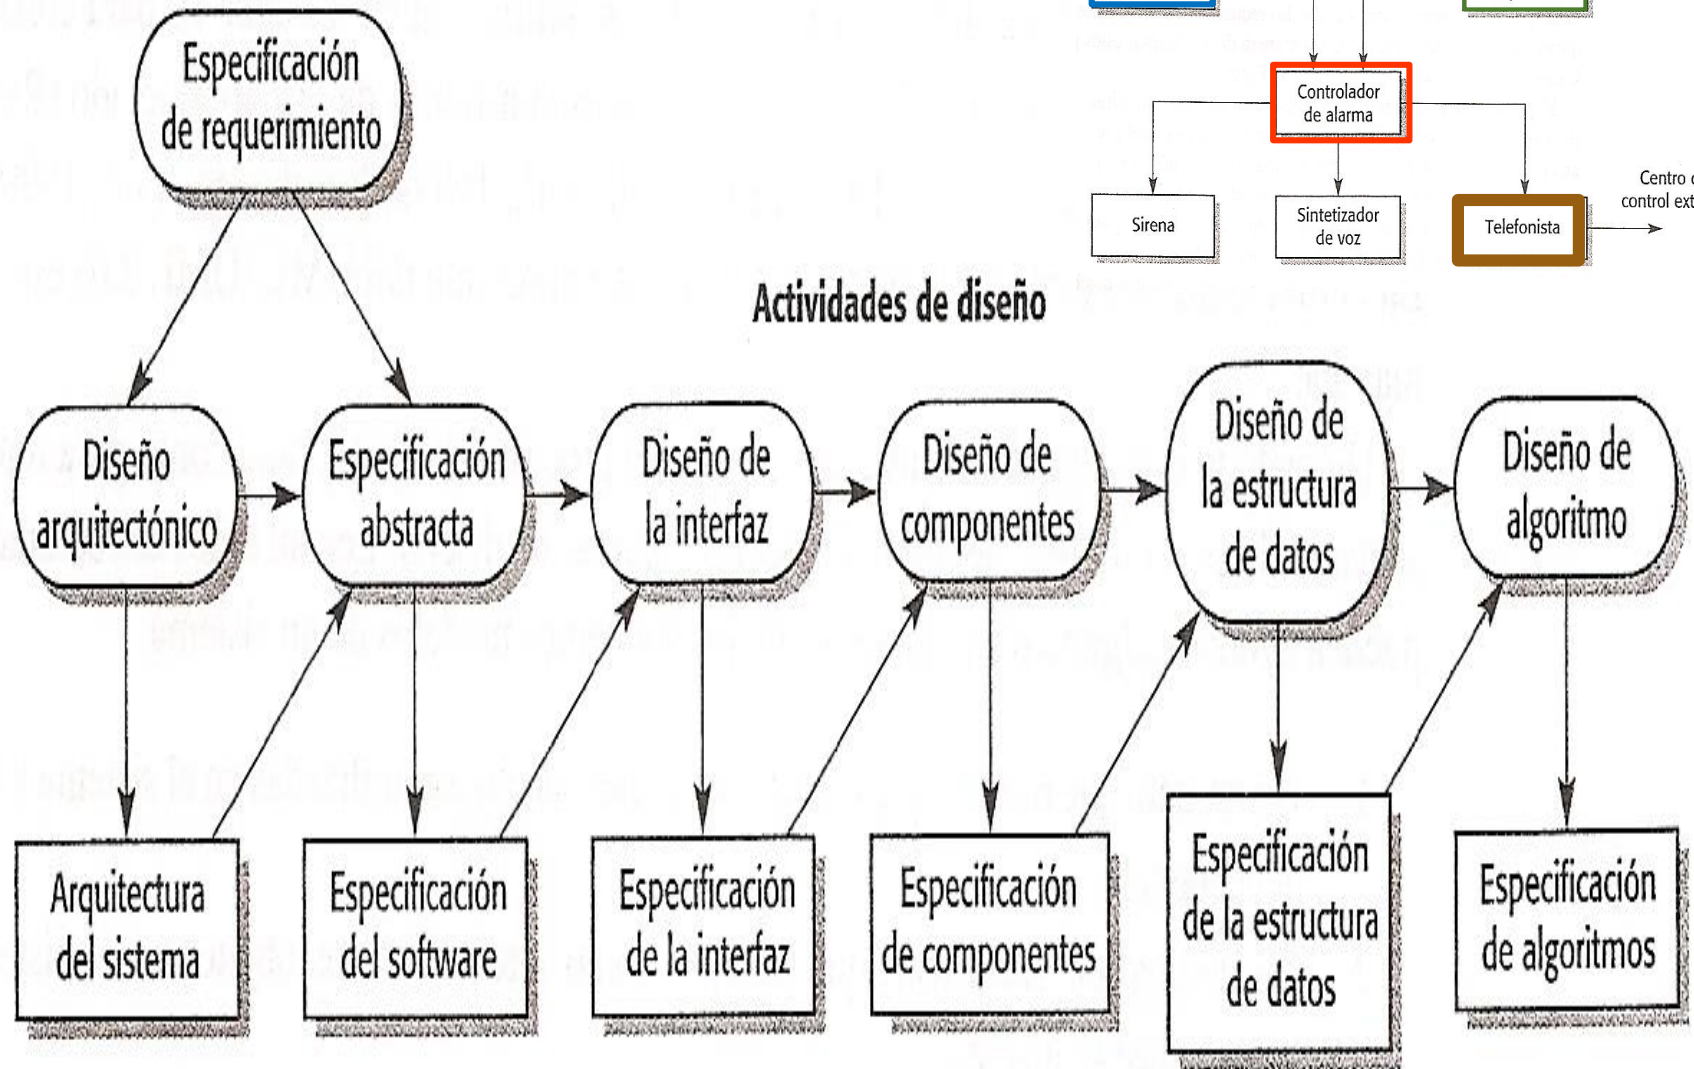 Especificación
de requerimiento
Controlador
de alarma
Sirena
Sintetizador
de voz
Telefonista
Centro
control ext
Actividades de diseño
Diseño
arquitectónico
Especificación
abstracta
Diseño de
la interfaz
Diseño de
componentes
Diseño de
la estructura
de datos
Diseño de
algoritmo
Arquitectura
del sistema
Especificación
del software
Especificación
de la interfaz
Especificación
de componentes
Especificación
de la estructura
de datos
Especificación
de algoritmos